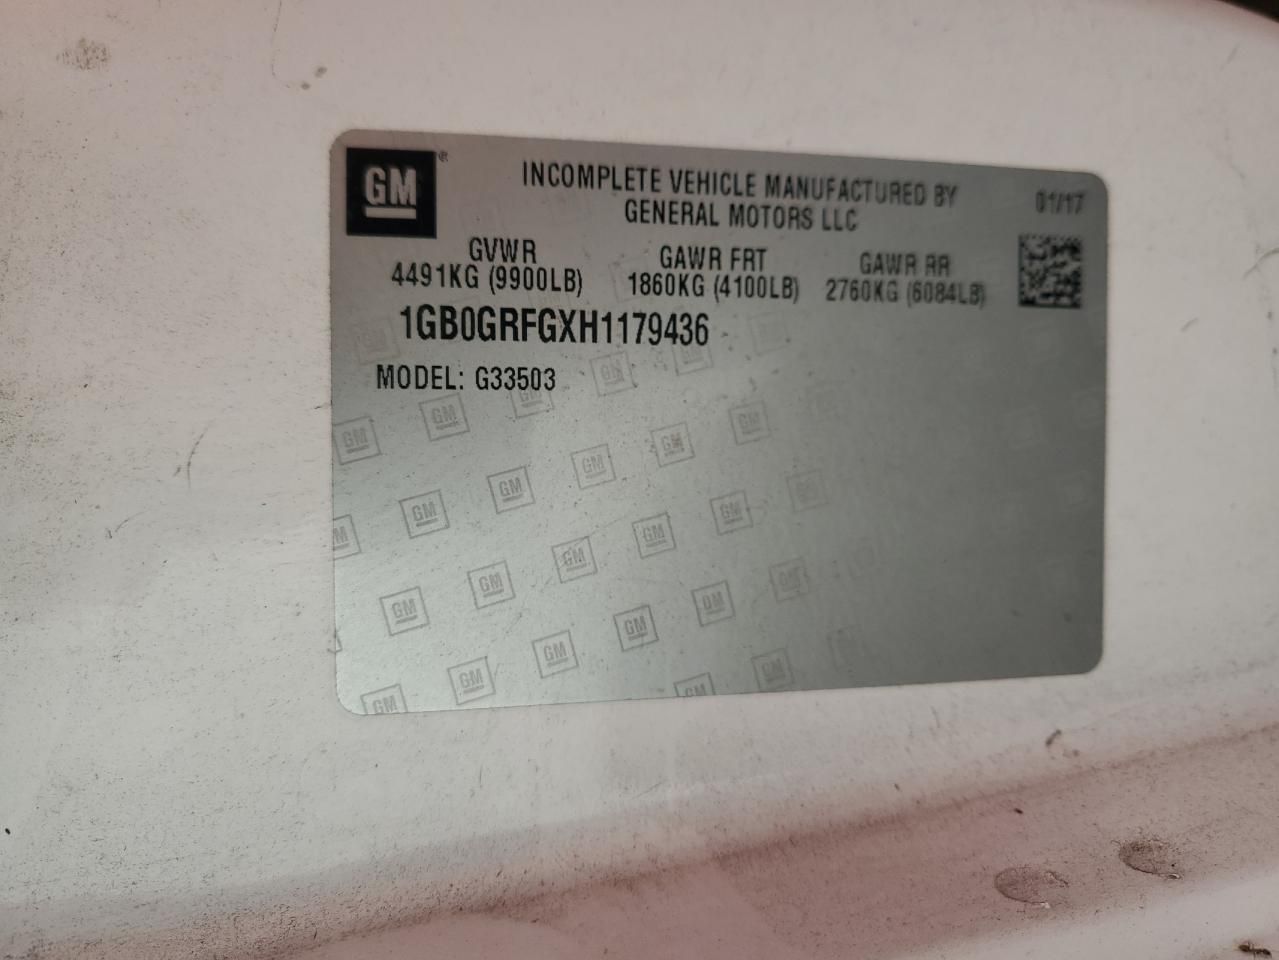 GM®
INCOMPLETE VEHICLE MANUFACTURED BY
GENERAL MOTORS LLC
01/17
GVWR
4491KG (9900LB)
GAWR FRT
1860KG (4100LB)
GAWR RR
2760KG (6084LB)
1GB0GRFGXH1179436
MODEL: G33503